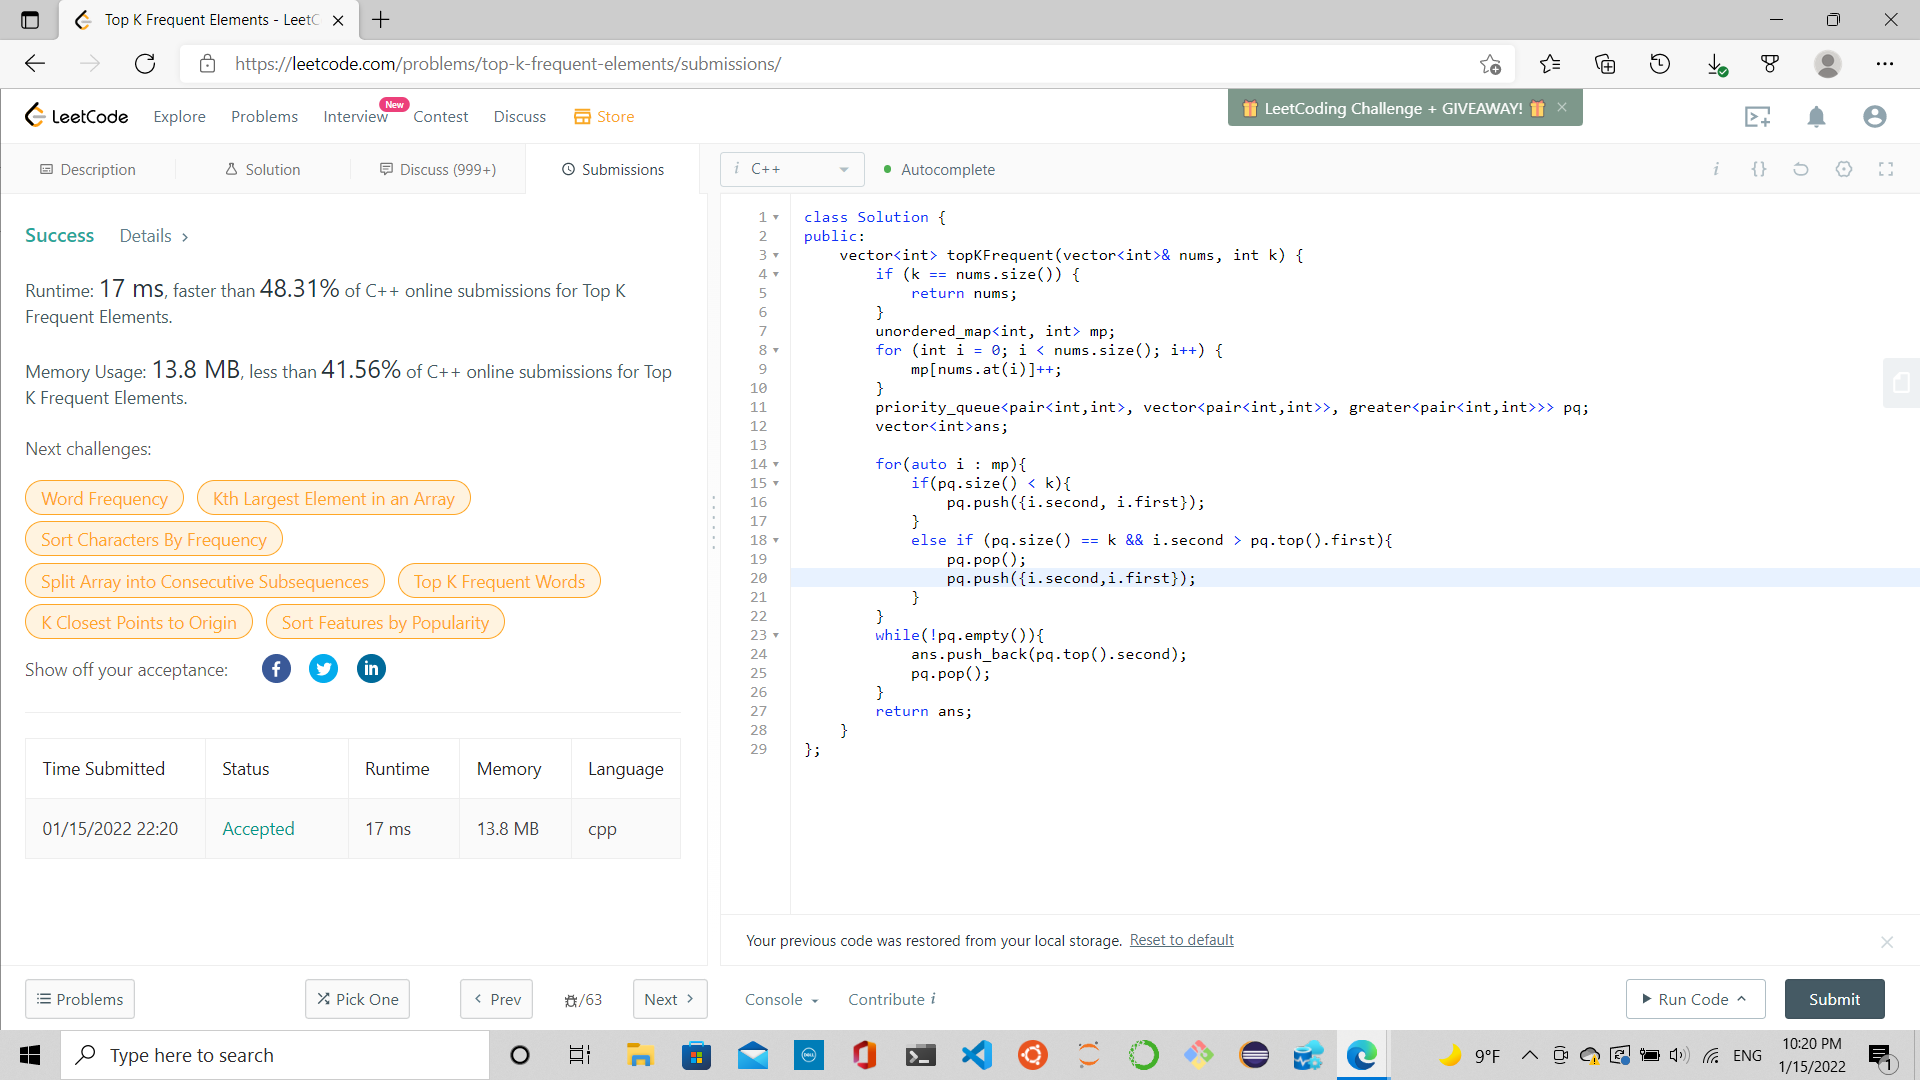 Top K Frequent Elements - LeetC
https://leetcode.com/problems/top-k-frequent-elements/submissions/
LeetCode
Explore
Problems
Interview
New
Contest
Discuss
Store
LeetCoding Challenge + GIVEAWAY!
Description
Solution
Discuss (999+)
Submissions
i C++
Autocomplete
i {}
Success
Details >
Runtime: 17 ms, faster than 48.31% of C++ online submissions for Top K
Frequent Elements.
Memory Usage: 13.8 MB, less than 41.56% of C++ online submissions for Top
K Frequent Elements.
Next challenges:
Word Frequency
Kth Largest Element in an Array
Sort Characters By Frequency
Split Array into Consecutive Subsequences
Top K Frequent Words
K Closest Points to Origin
Sort Features by Popularity
Show off your acceptance:
Time Submitted Status Runtime Memory Language
01/15/2022 22:20 Accepted 17 ms 13.8 MB cpp
1 class Solution {
2 public:
3     vector<int> topKFrequent(vector<int>& nums, int k) {
4         if (k == nums.size()) {
5             return nums;
6         }
7         unordered_map<int, int> mp;
8         for (int i = 0; i < nums.size(); i++) {
9             mp[nums.at(i)]++;
10         }
11         priority_queue<pair<int,int>, vector<pair<int,int>>, greater<pair<int,int>>> pq;
12         vector<int>ans;
13
14         for(auto i : mp){
15             if(pq.size() < k){
16                 pq.push({i.second, i.first});
17             }
18             else if (pq.size() == k && i.second > pq.top().first){
19                 pq.pop();
20                 pq.push({i.second,i.first});
21             }
22         }
23         while(!pq.empty()){
24             ans.push_back(pq.top().second);
25             pq.pop();
26         }
27         return ans;
28     }
29 };
Your previous code was restored from your local storage. Reset to default
Problems
Pick One
< Prev
/63
Next >
Console
Contribute i
Run Code
Submit
Type here to search
DELL
9°F
ENG
10:20 PM
1/15/2022
1